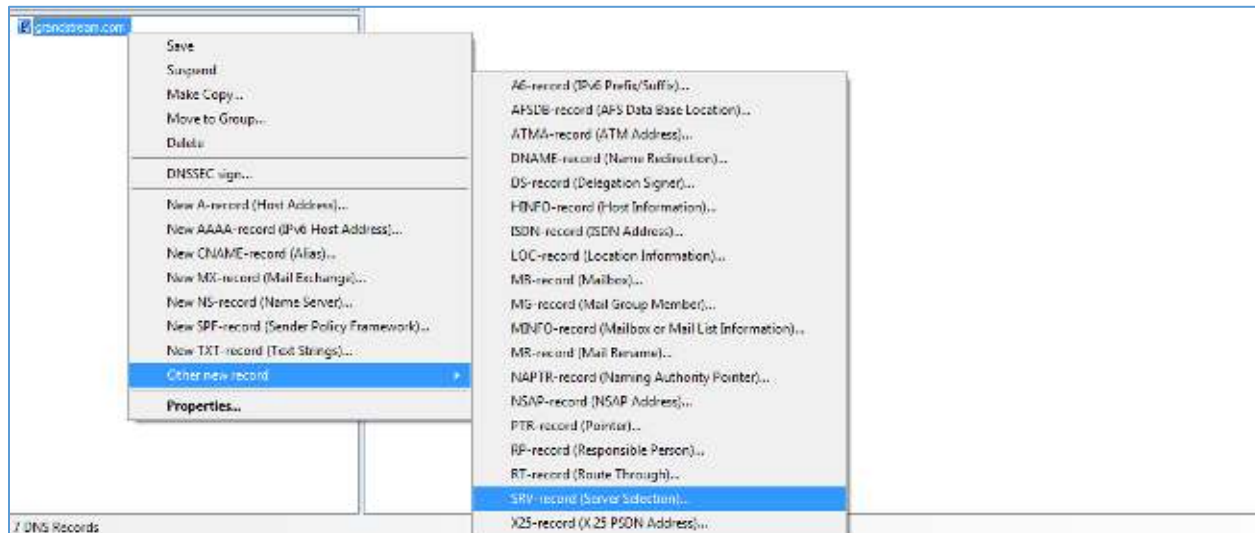 grandstream.com
Save
Suspend
Make Copy...
Move to Group...
Delete
DNSSEC sign...
New A-record (Host Address)...
New AAAA-record (IPv6 Host Address)...
New CNAME-record (Alias)...
New MX-record (Mail Exchange)...
New NS-record (Name Server)...
New SPF-record (Sender Policy Framework)...
New TXT-record (Text Strings)...
Other new record
Properties...
A6-record (IPv6 Prefix/Suffix)...
AFSDB-record (AFS Data Base Location)...
ATMA-record (ATM Address)...
DNAME-record (Name Redirection)...
DS-record (Delegation Signer)...
HINFO-record (Host Information)...
ISDN-record (ISDN Address)...
LOC-record (Location Information)...
MB-record (Mailbox)...
MG-record (Mail Group Member)...
MINFO-record (Mailbox or Mail List Information)...
MR-record (Mail Rename)...
NAPTR-record (Naming Authority Pointer)...
NSAP-record (NSAP Address)...
PTR-record (Pointer)...
RP-record (Responsible Person)...
RT-record (Route Through)...
SRV-record (Server Selection)...
X25-record (X.25 PSDN Address)...
7 DNS Records